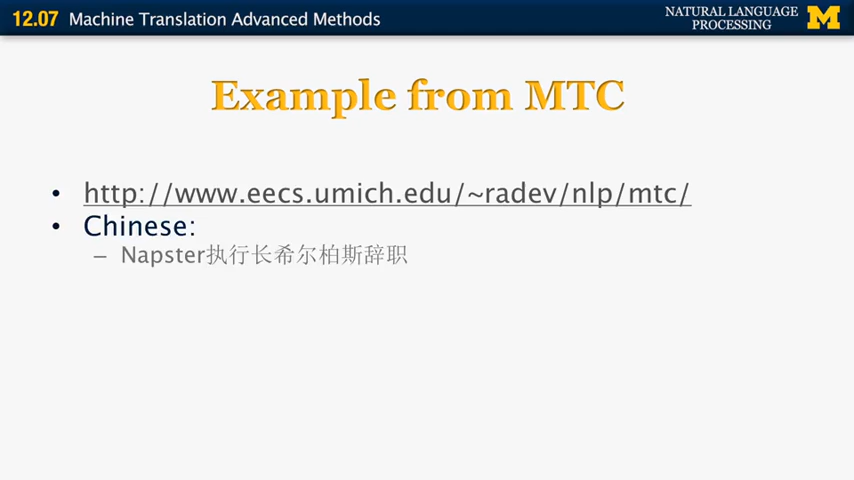 12.07 Machine Translation Advanced Methods
NATURAL LANGUAGE
PROCESSING
M
Example from MTC
• http://www.eecs.umich.edu/~radev/nlp/mtc/
• Chinese:
– Napster执行长希尔柏斯辞职